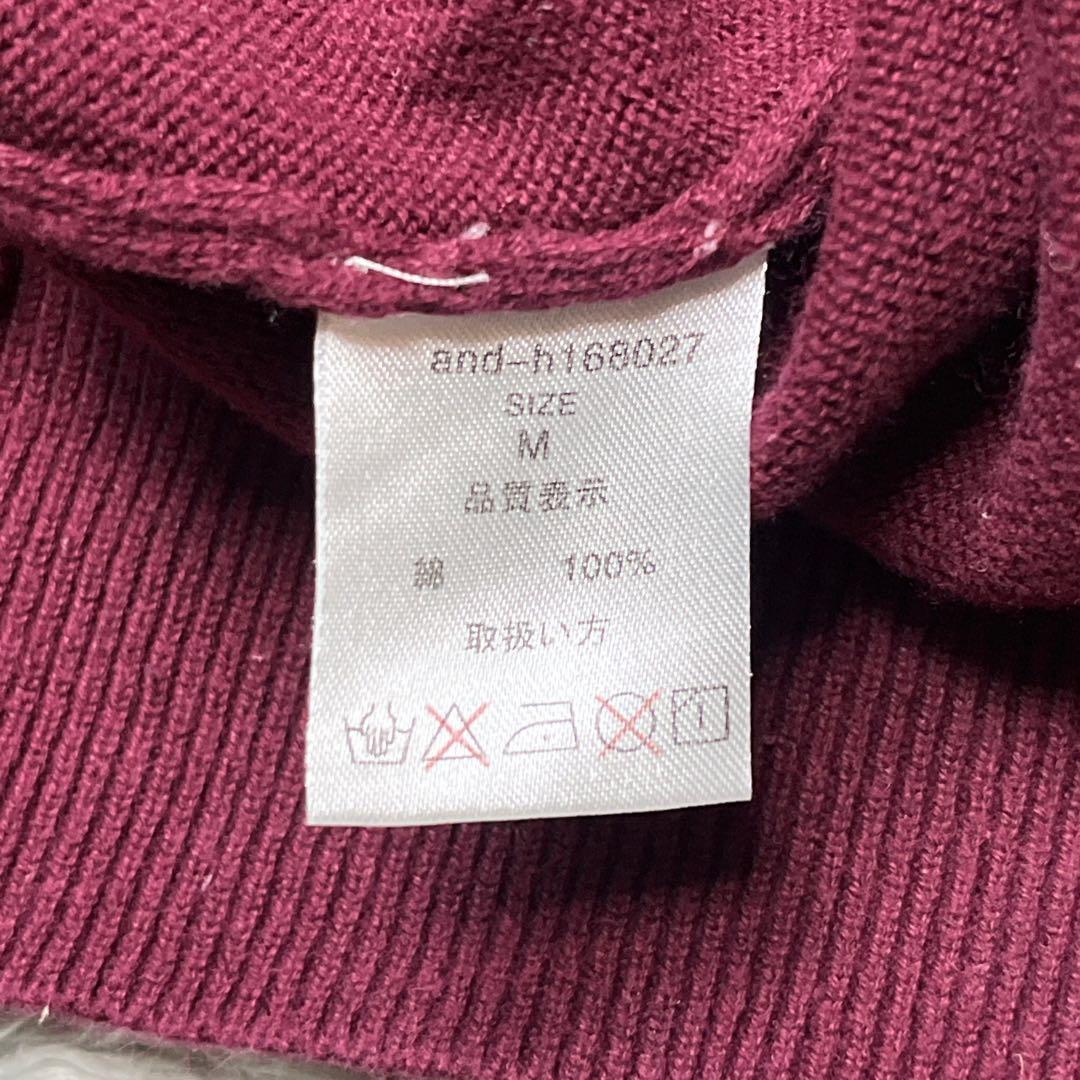 and-h168027
SIZE
M
品質表示
綿 100%
取扱い方